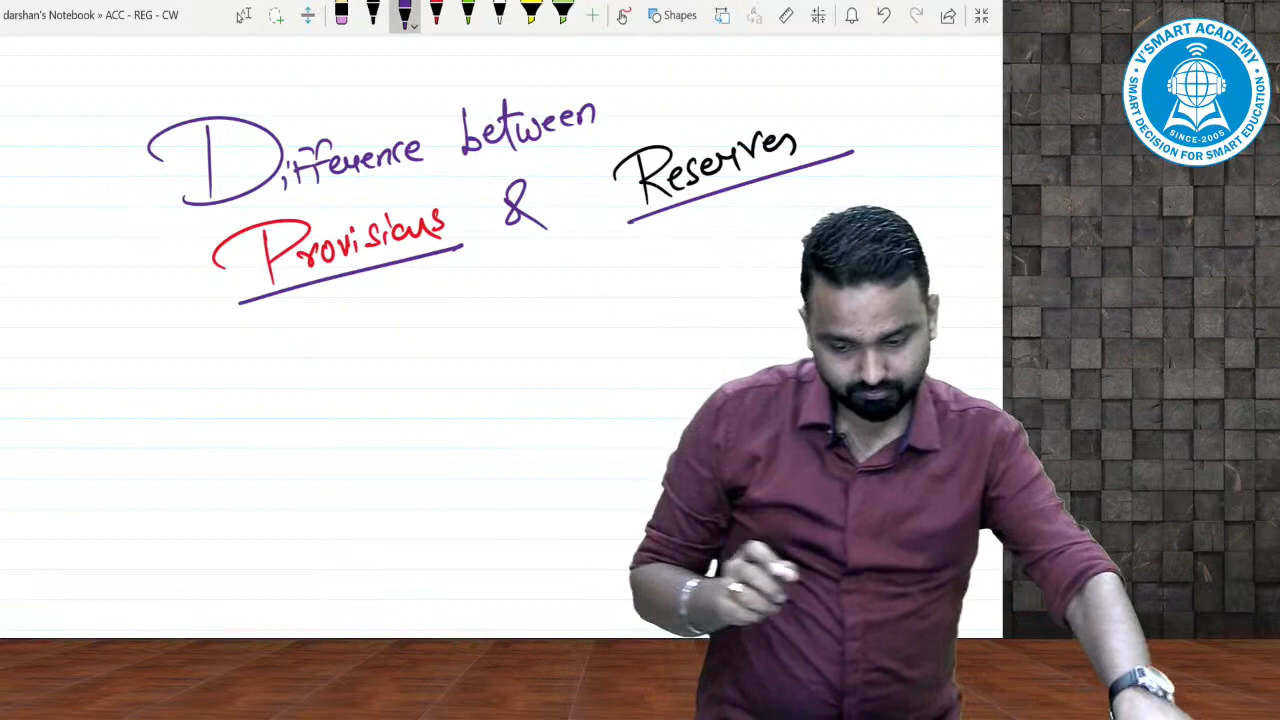 darshan's Notebook » ACC - REG - CW
Shapes
Difference between
Provisions & Reserves
V'SMART ACADEMY
SINCE-2005
SMART DECISION FOR SMART EDUCATION